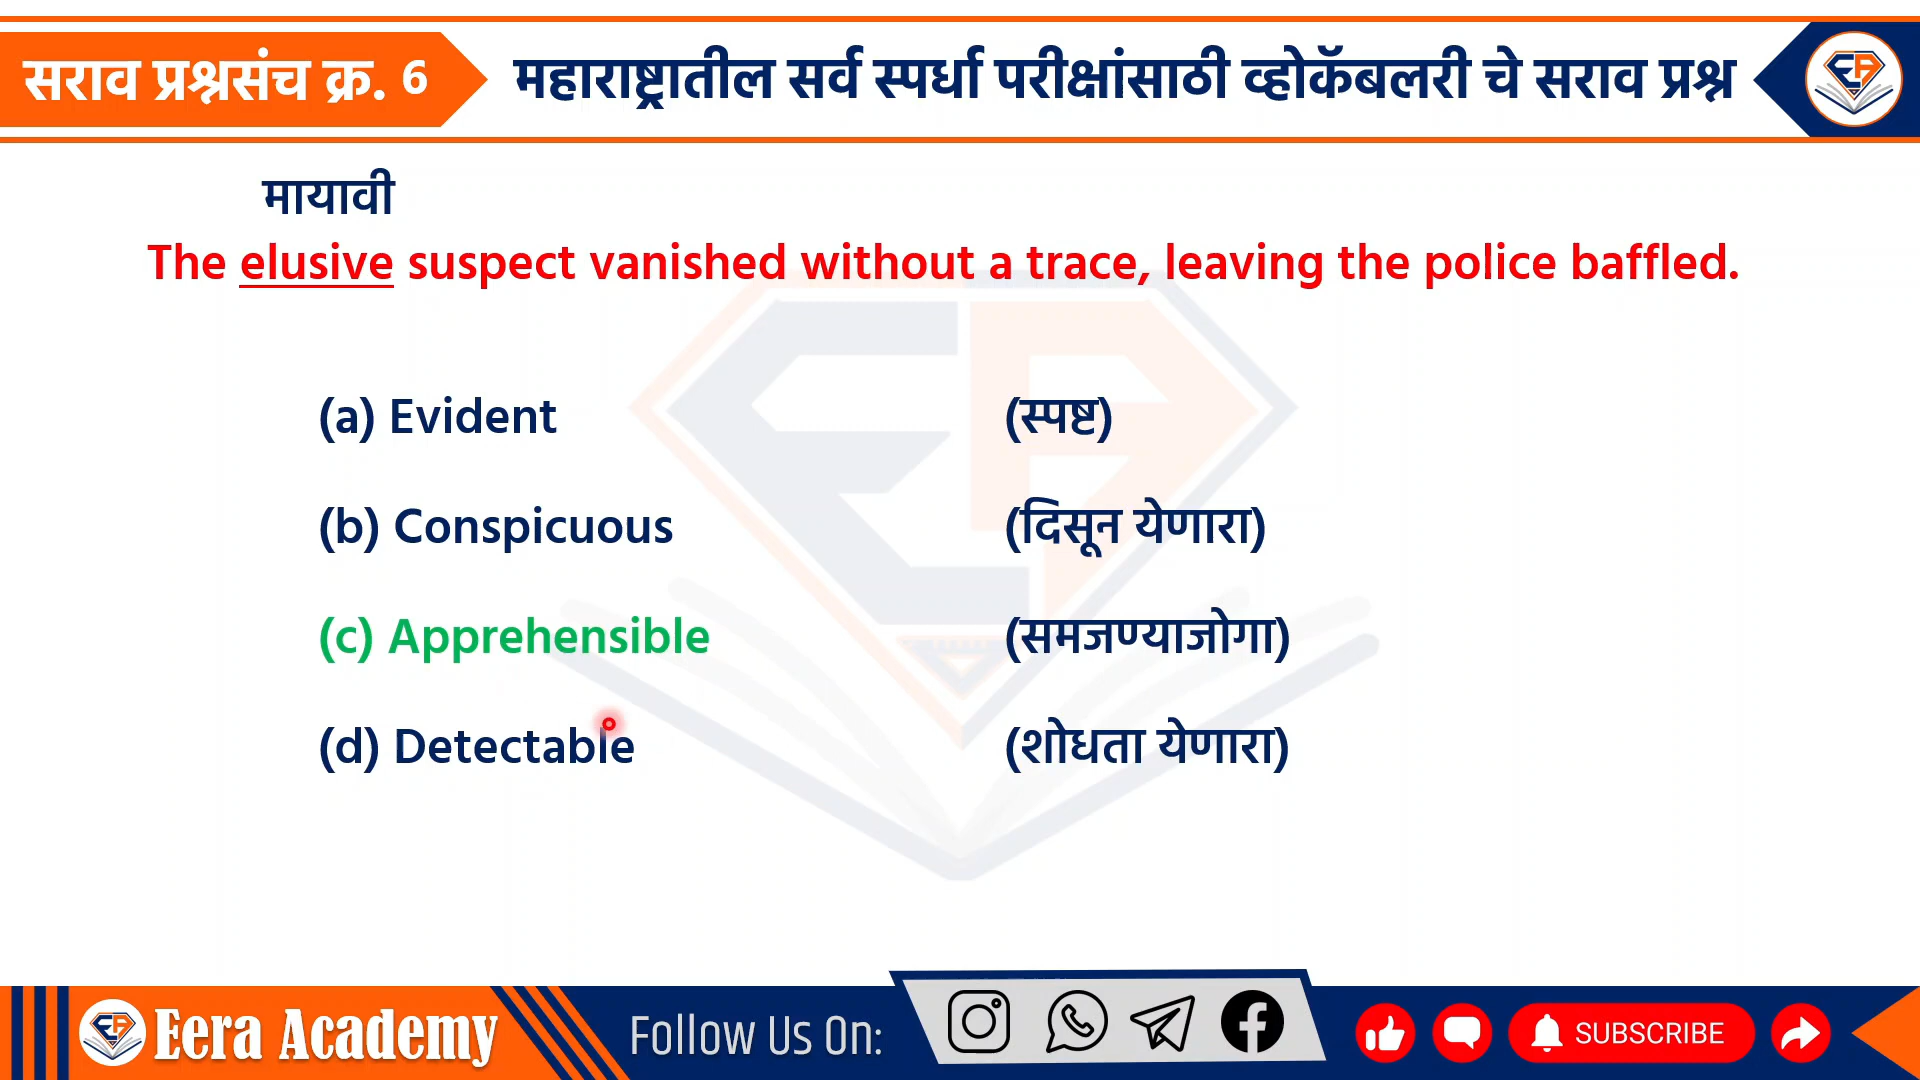 सराव प्रश्नसंच क्र. 6
महाराष्ट्रातील सर्व स्पर्धा परीक्षांसाठी व्होकॅबलरी चे सराव प्रश्न
मायावी
The elusive suspect vanished without a trace, leaving the police baffled.
(a) Evident (स्पष्ट)
(b) Conspicuous (दिसून येणारा)
(c) Apprehensible (समजण्याजोगा)
(d) Detectable (शोधता येणारा)
Eera Academy
Follow Us On:
SUBSCRIBE